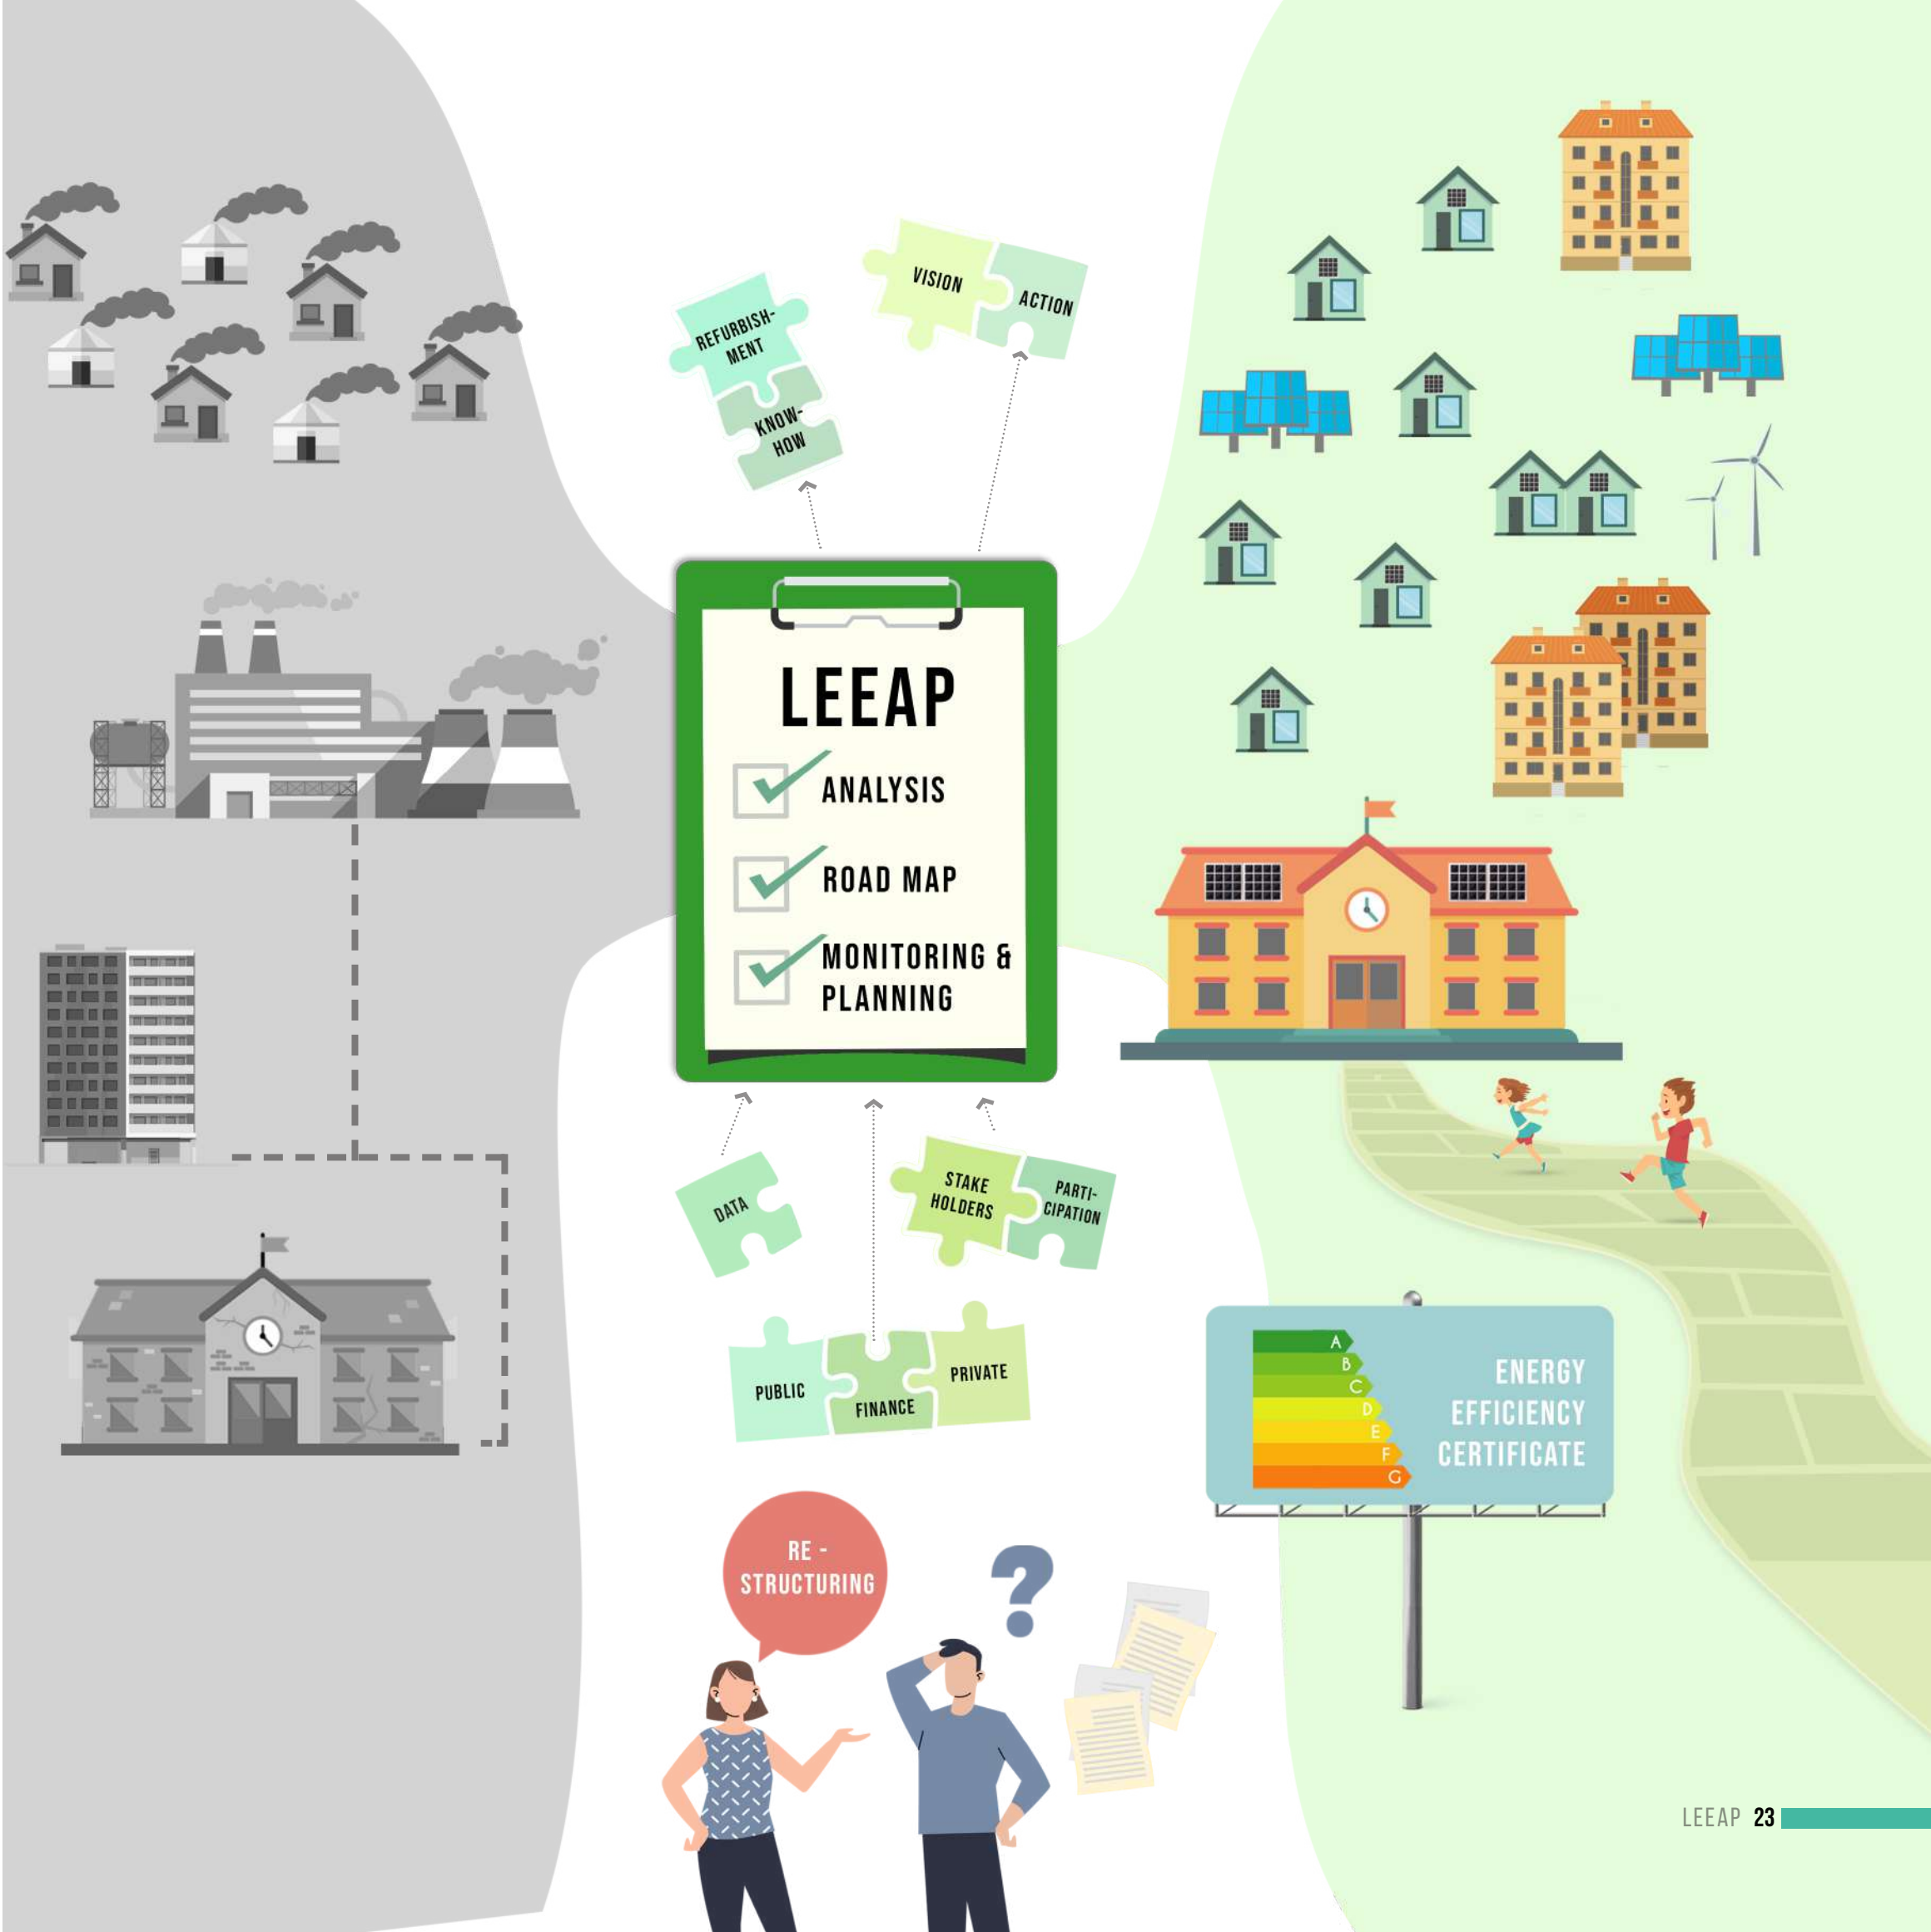 VISION
ACTION
REFURBISH-
MENT
KNOW-
HOW
LEEAP
ANALYSIS
ROAD MAP
MONITORING &
PLANNING
DATA
STAKE
HOLDERS
PARTI-
CIPATION
PUBLIC
FINANCE
PRIVATE
A
B
C
D
E
F
G
ENERGY
EFFICIENCY
CERTIFICATE
RE -
STRUCTURING
?
LEEAP 23